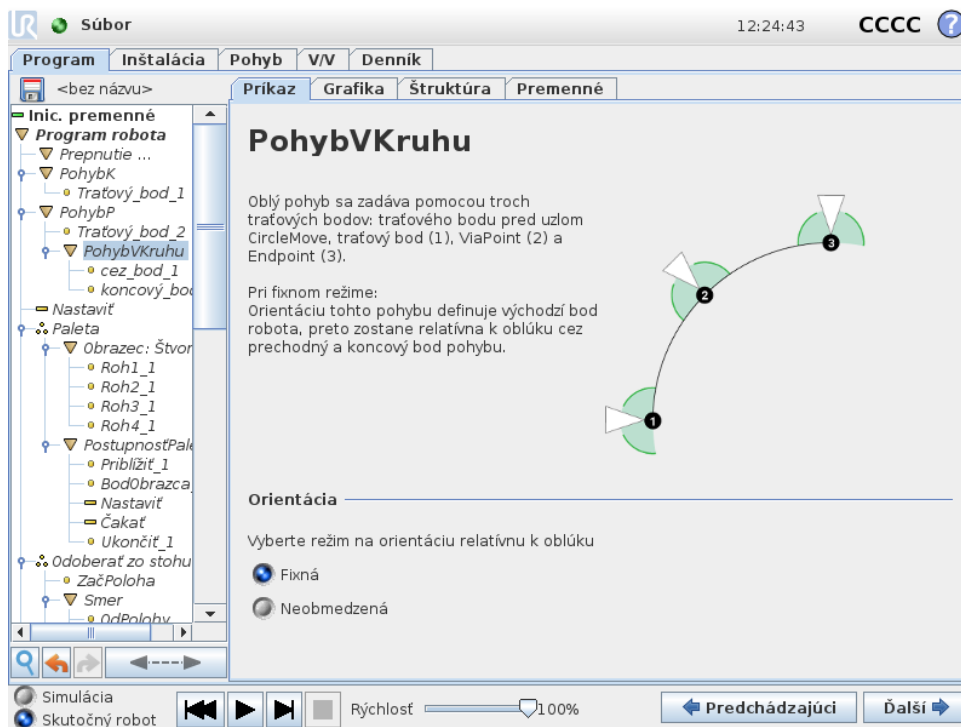 UR Súbor 12:24:43 CCCC ?
Program Inštalácia Pohyb V/V Denník
<bez názvu> Príkaz Grafika Štruktúra Premenné
Inic. premenné
Program robota
Prepnutie ...
PohybK
Traťový_bod_1
PohybP
Traťový_bod_2
PohybVKruhu
cez_bod_1
koncový_bod
Nastaviť
Paleta
Obrazec: Štvor
Roh1_1
Roh2_1
Roh3_1
Roh4_1
PostupnosťPale
Priblížiť_1
BodObrazca_
Nastaviť
Čakať
Ukončiť_1
Odoberať zo stohu
ZačPoloha
Smer
OdPolohy
PohybVKruhu
Oblý pohyb sa zadáva pomocou troch
traťových bodov: traťového bodu pred uzlom
CircleMove, traťový bod (1), ViaPoint (2) a
Endpoint (3).
Pri fixnom režime:
Orientáciu tohto pohybu definuje východzí bod
robota, preto zostane relatívna k oblúku cez
prechodný a koncový bod pohybu.
3
2
1
Orientácia
Vyberte režim na orientáciu relatívnu k oblúku
Fixná
Neobmedzená
Simulácia
Skutočný robot
Rýchlosť 100%
Predchádzajúci
Ďalší